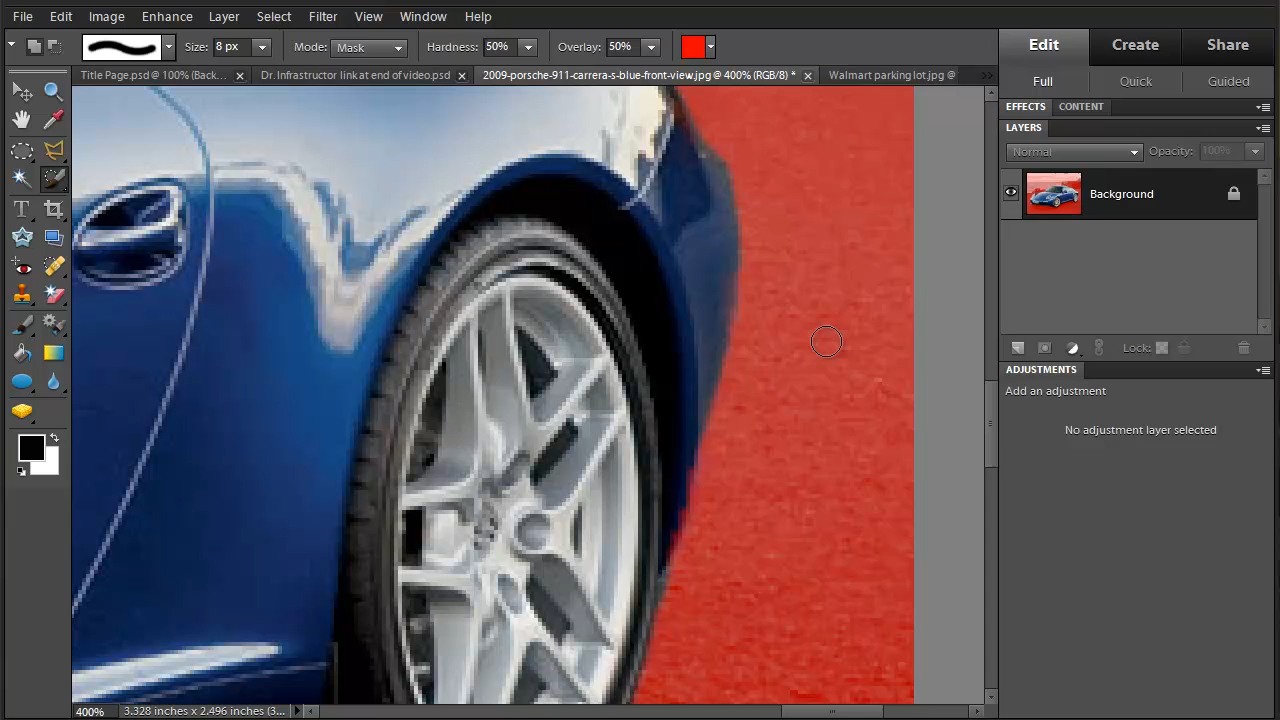 File Edit Image Enhance Layer Select Filter View Window Help
Size: 8 px Mode: Mask Hardness: 50% Overlay: 50%
Edit Create Share
Title Page.psd @ 100% (Back... Dr. Infrastructor link at end of video.psd 2009-porsche-911-carrera-s-blue-front-view.jpg @ 400% (RGB/8) * Walmart parking lot.jpg @
Full Quick Guided
EFFECTS CONTENT
LAYERS
Normal Opacity: 100%
Background
Lock:
ADJUSTMENTS
Add an adjustment
No adjustment layer selected
400% 3.328 inches x 2.496 inches (3...